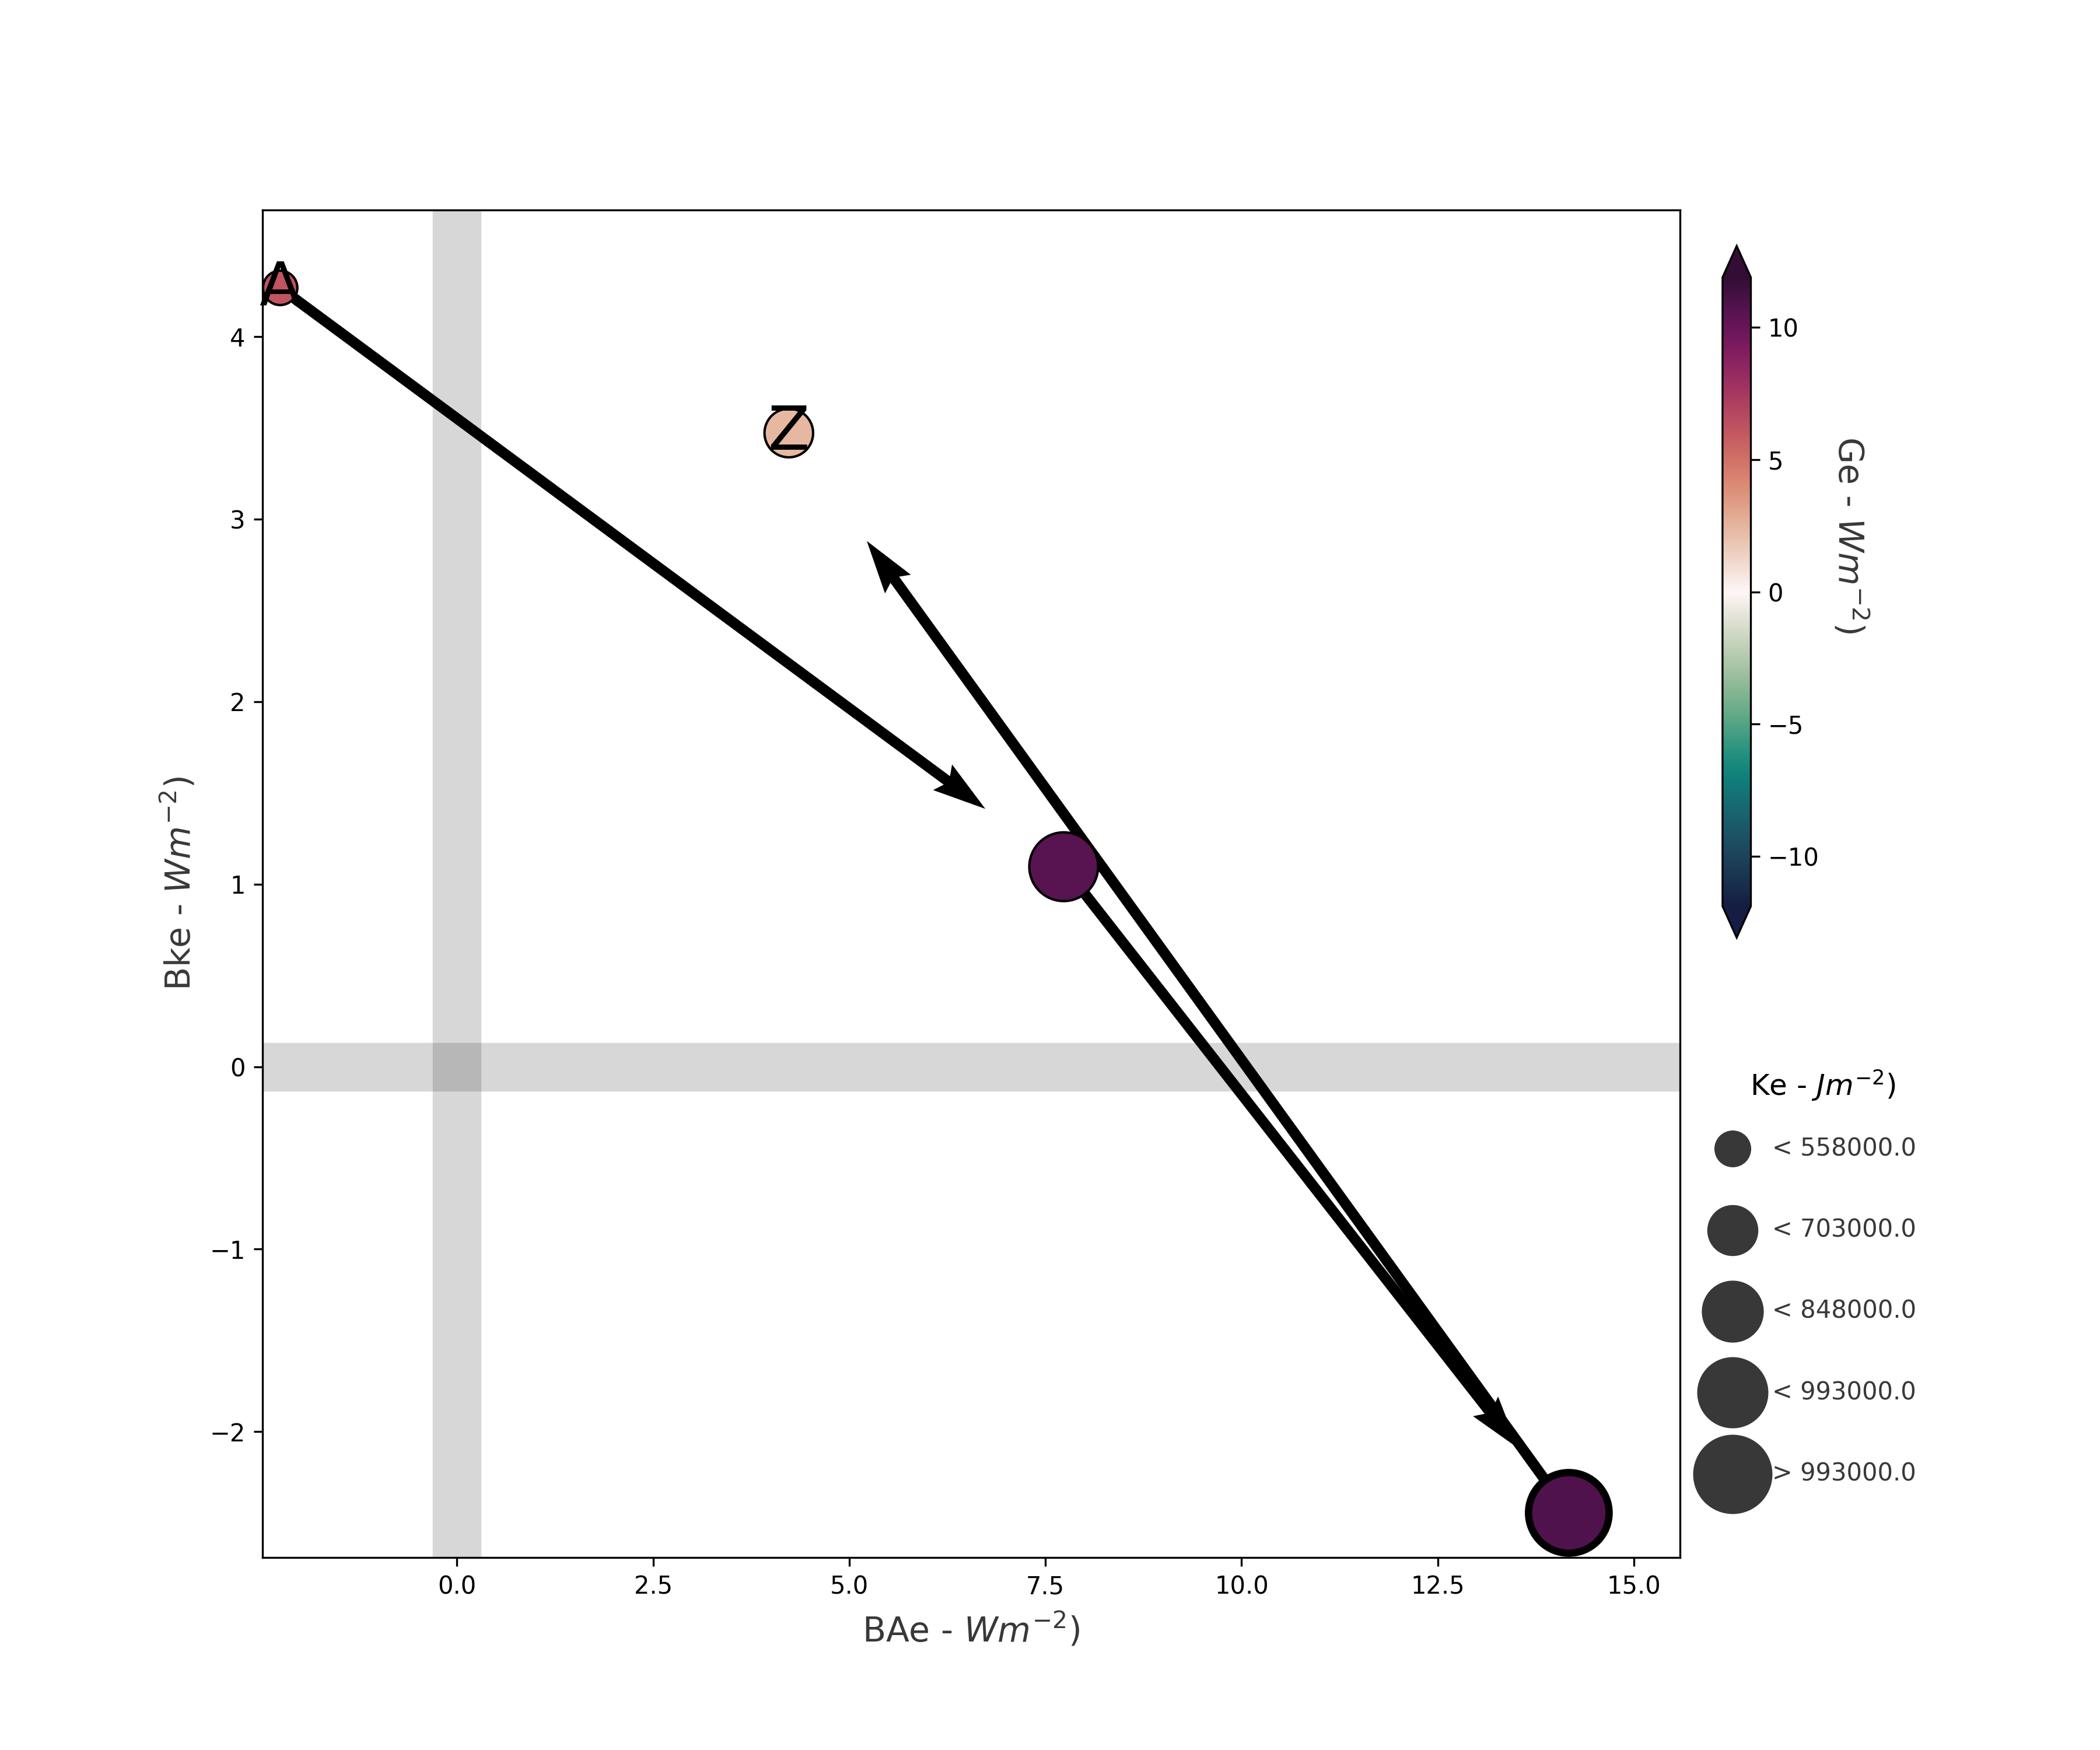 A
Z
4
3
2
1
0
−1
−2
Bke - Wm⁻²)
0.0 2.5 5.0 7.5 10.0 12.5 15.0
BAe - Wm⁻²)
10
5
0
−5
−10
Ge - Wm⁻²)
Ke - Jm⁻²)
< 558000.0
< 703000.0
< 848000.0
< 993000.0
> 993000.0